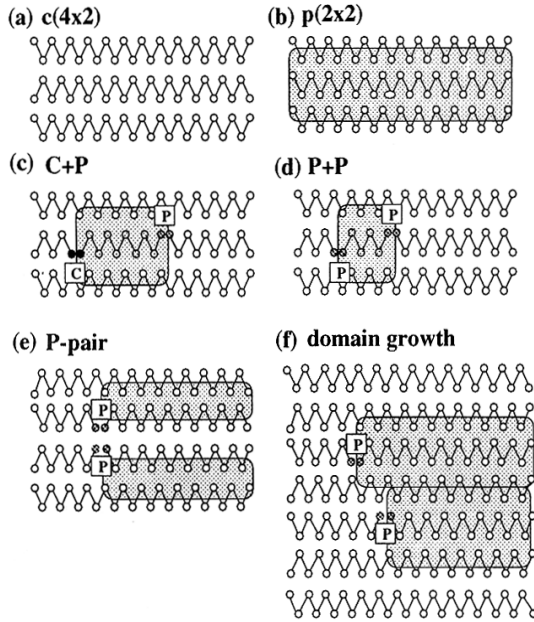 (a) c(4x2)
(b) p(2x2)
(c) C+P
P
C
(d) P+P
P
P
(e) P-pair
P
P
(f) domain growth
P
P